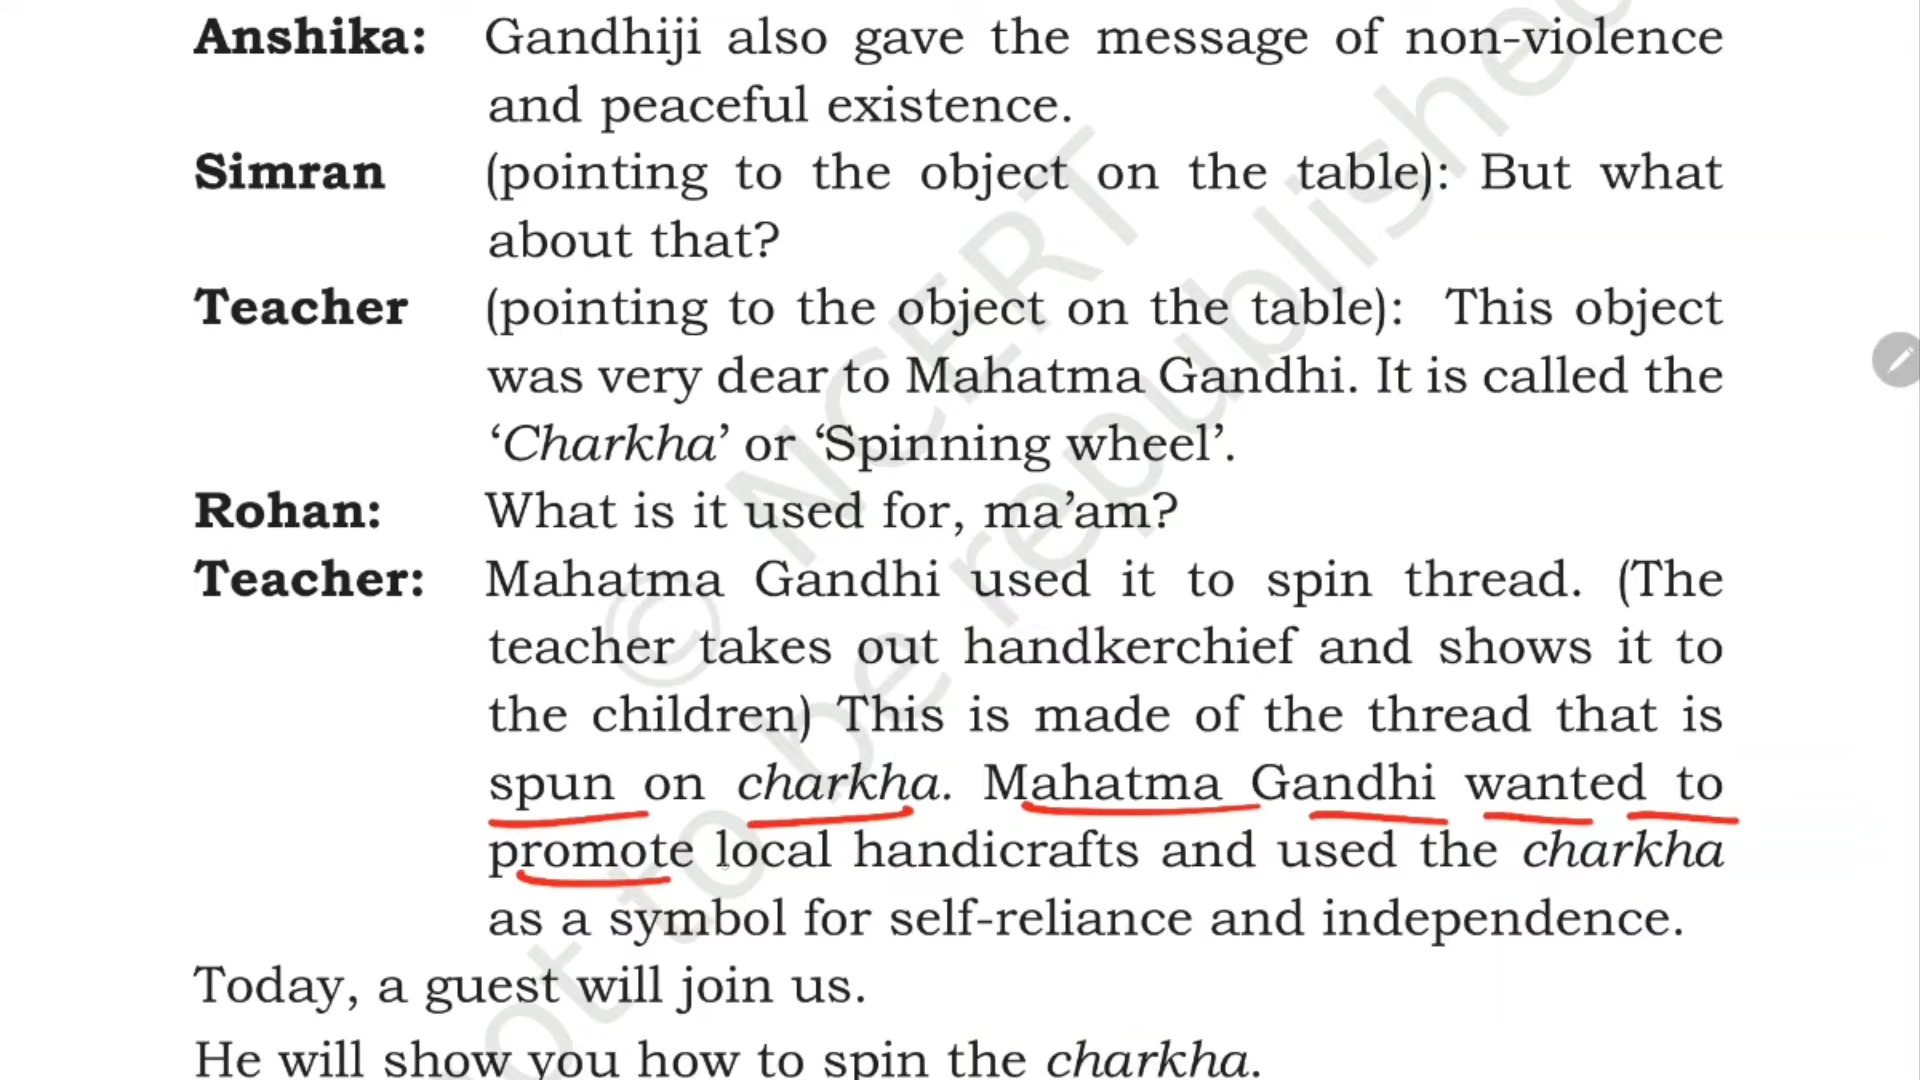 Anshika: Gandhiji also gave the message of non-violence
and peaceful existence.
Simran (pointing to the object on the table): But what
about that?
Teacher (pointing to the object on the table): This object
was very dear to Mahatma Gandhi. It is called the
‘Charkha’ or ‘Spinning wheel’.
Rohan: What is it used for, ma’am?
Teacher: Mahatma Gandhi used it to spin thread. (The
teacher takes out handkerchief and shows it to
the children) This is made of the thread that is
spun on charkha. Mahatma Gandhi wanted to
promote local handicrafts and used the charkha
as a symbol for self-reliance and independence.
Today, a guest will join us.
He will show you how to spin the charkha.
© NCERT
not to be republished